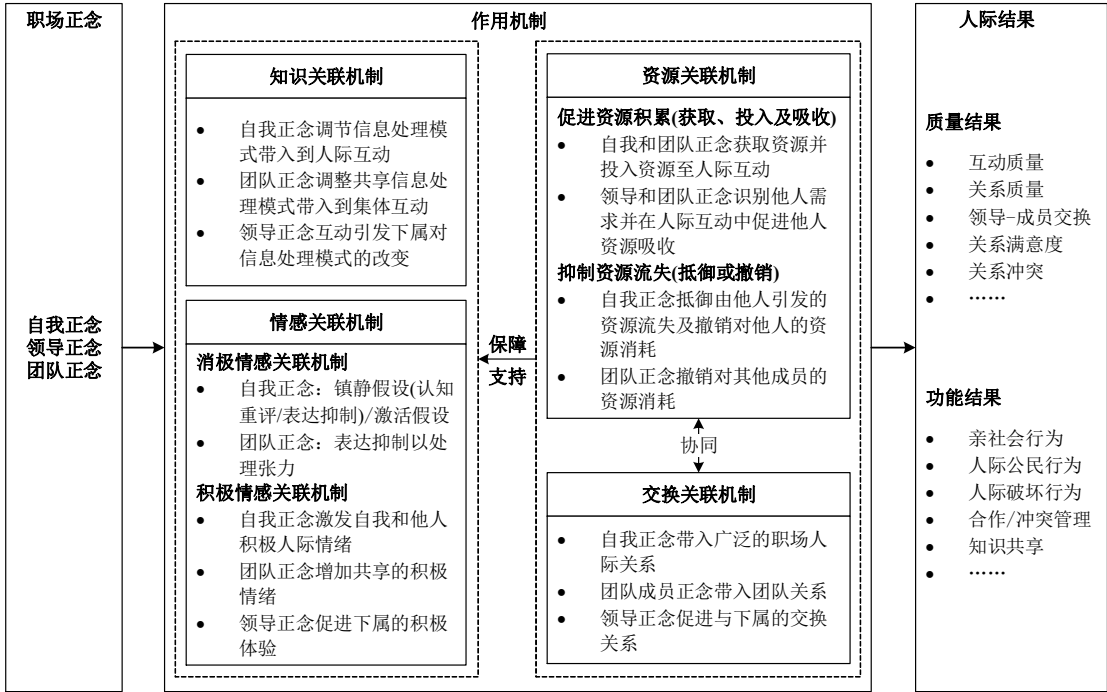 职场正念
自我正念
领导正念
团队正念
作用机制
知识关联机制
● 自我正念调节信息处理模
式带入到人际互动
● 团队正念调整共享信息处
理模式带入到集体互动
● 领导正念互动引发下属对
信息处理模式的改变
情感关联机制
消极情感关联机制
● 自我正念：镇静假设(认知
重评/表达抑制)/激活假设
● 团队正念：表达抑制以处
理张力
积极情感关联机制
● 自我正念激发自我和他人
积极人际情绪
● 团队正念增加共享的积极
情绪
● 领导正念促进下属的积极
体验
保障
支持
资源关联机制
促进资源积累(获取、投入及吸收)
● 自我和团队正念获取资源并
投入资源至人际互动
● 领导和团队正念识别他人需
求并在人际互动中促进他人
资源吸收
抑制资源流失(抵御或撤销)
● 自我正念抵御由他人引发的
资源流失及撤销对他人的资
源消耗
● 团队正念撤销对其他成员的
资源消耗
协同
交换关联机制
● 自我正念带入广泛的职场人
际关系
● 团队成员正念带入团队关系
● 领导正念促进与下属的交换
关系
人际结果
质量结果
● 互动质量
● 关系质量
● 领导-成员交换
● 关系满意度
● 关系冲突
● ……
功能结果
● 亲社会行为
● 人际公民行为
● 人际破坏行为
● 合作/冲突管理
● 知识共享
● ……